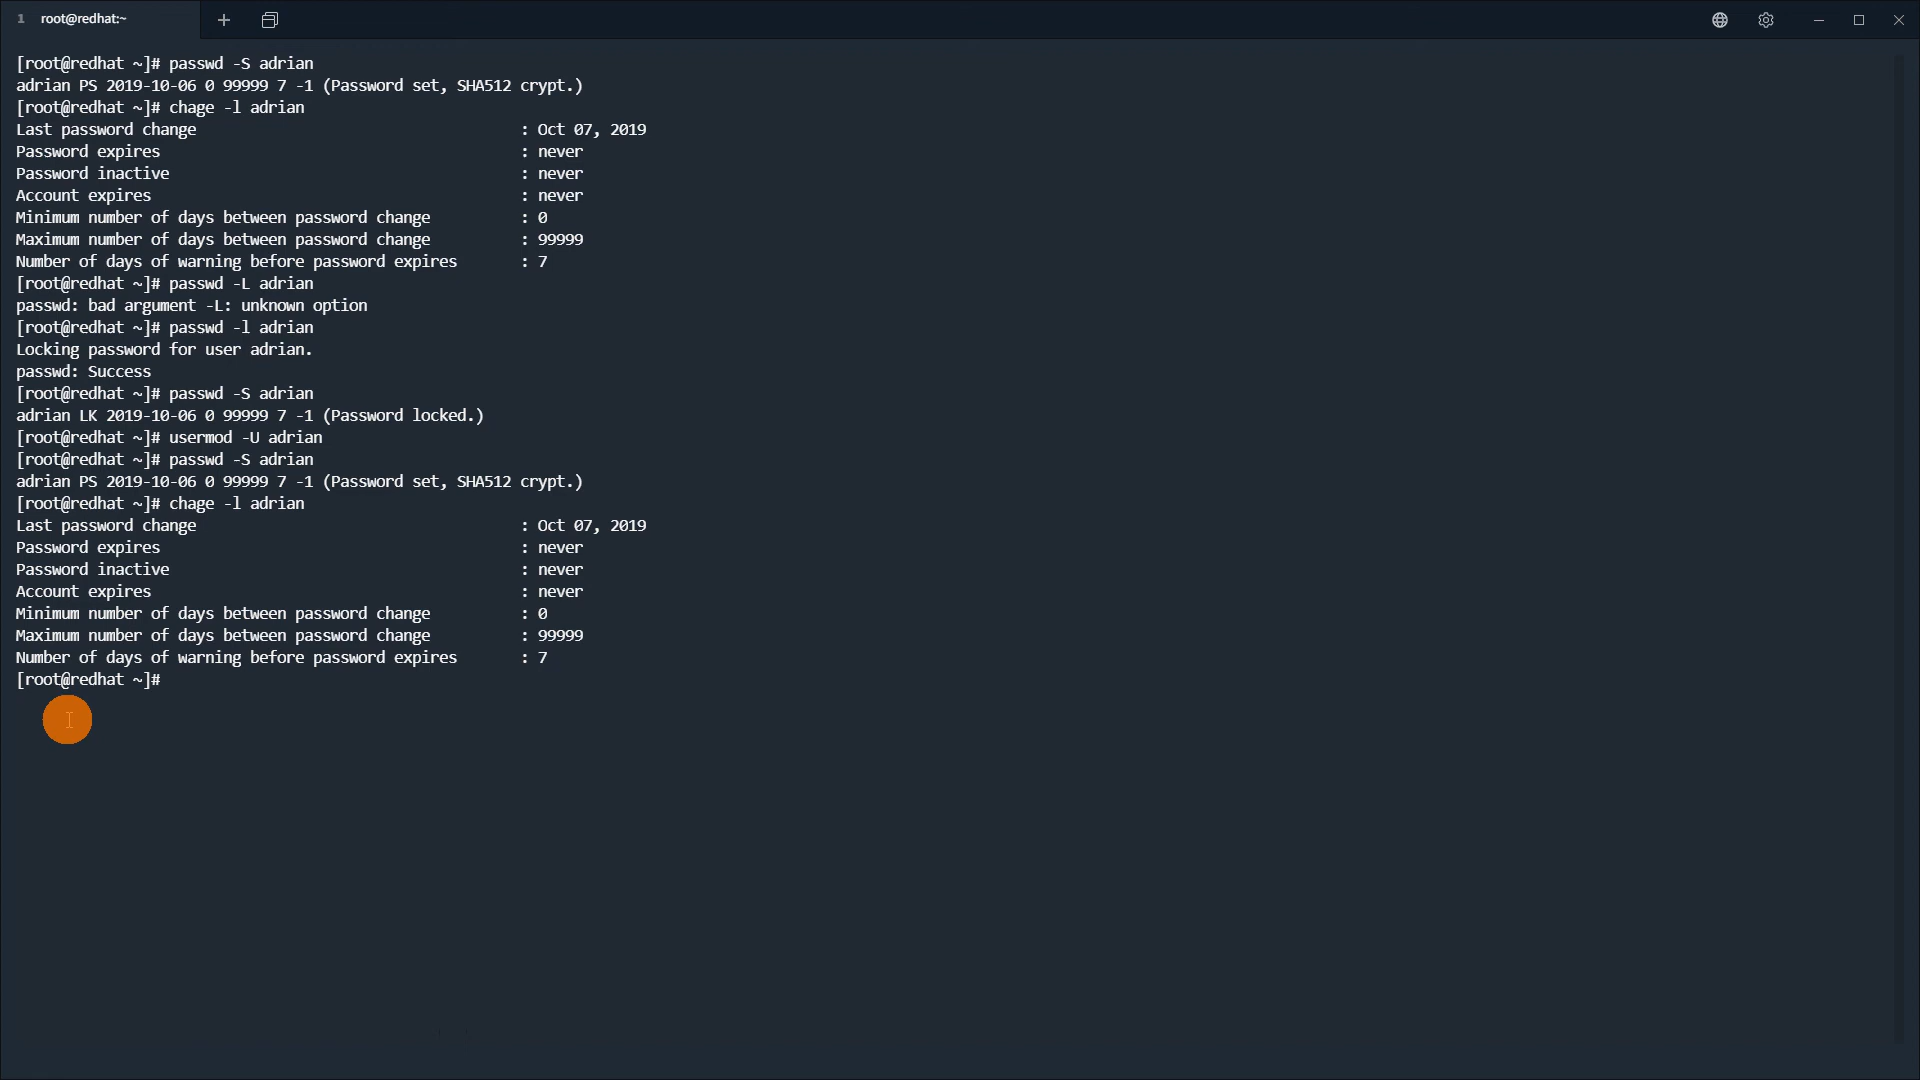 1 root@redhat:~
[root@redhat ~]# passwd -S adrian
adrian PS 2019-10-06 0 99999 7 -1 (Password set, SHA512 crypt.)
[root@redhat ~]# chage -l adrian
Last password change : Oct 07, 2019
Password expires : never
Password inactive : never
Account expires : never
Minimum number of days between password change : 0
Maximum number of days between password change : 99999
Number of days of warning before password expires : 7
[root@redhat ~]# passwd -L adrian
passwd: bad argument -L: unknown option
[root@redhat ~]# passwd -l adrian
Locking password for user adrian.
passwd: Success
[root@redhat ~]# passwd -S adrian
adrian LK 2019-10-06 0 99999 7 -1 (Password locked.)
[root@redhat ~]# usermod -U adrian
[root@redhat ~]# passwd -S adrian
adrian PS 2019-10-06 0 99999 7 -1 (Password set, SHA512 crypt.)
[root@redhat ~]# chage -l adrian
Last password change : Oct 07, 2019
Password expires : never
Password inactive : never
Account expires : never
Minimum number of days between password change : 0
Maximum number of days between password change : 99999
Number of days of warning before password expires : 7
[root@redhat ~]#